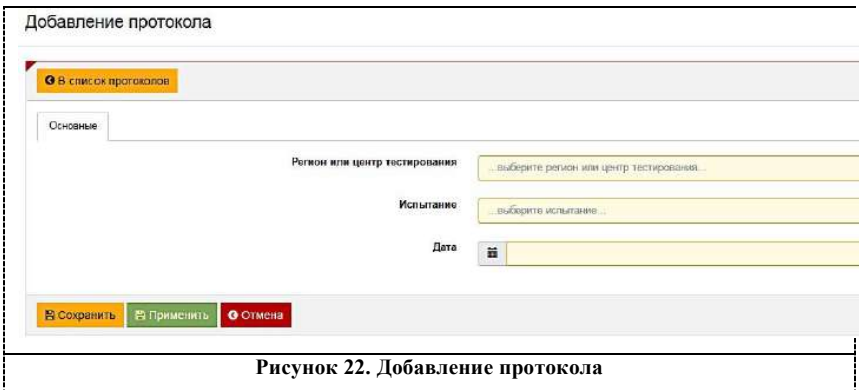 Добавление протокола
В список протоколов
Основные
Регион или центр тестирования
...выберите регион или центр тестирования...
Испытание
...выберите испытание...
Дата
Сохранить Применить Отмена
Рисунок 22. Добавление протокола